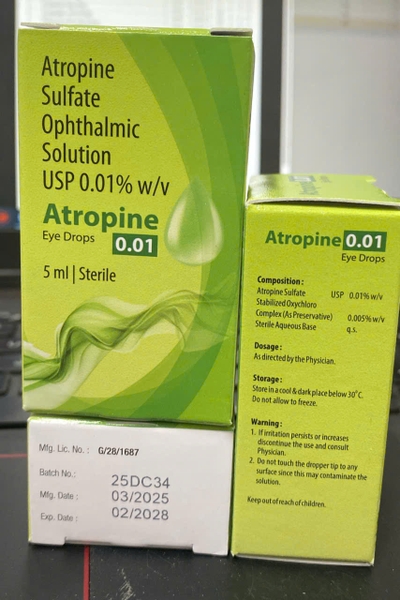 Atropine
Sulfate
Ophthalmic
Solution
USP 0.01% w/v
Atropine
Eye Drops 0.01
5 ml | Sterile
Mfg. Lic. No. : G/28/1687
Batch No.: 25DC34
Mfg. Date : 03/2025
Exp. Date : 02/2028
Atropine 0.01
Eye Drops
Composition :
Atropine Sulfate USP 0.01% w/v
Stabilized Oxychloro
Complex (As Preservative) 0.005% w/v
Sterile Aqueous Base q.s.
Dosage :
As directed by the Physician.
Storage :
Store in a cool & dark place below 30°C.
Do not allow to freeze.
Warning :
1. If irritation persists or increases
discontinue the use and consult
Physician.
2. Do not touch the dropper tip to any
surface since this may contaminate the
solution.
Keep out of reach of children.